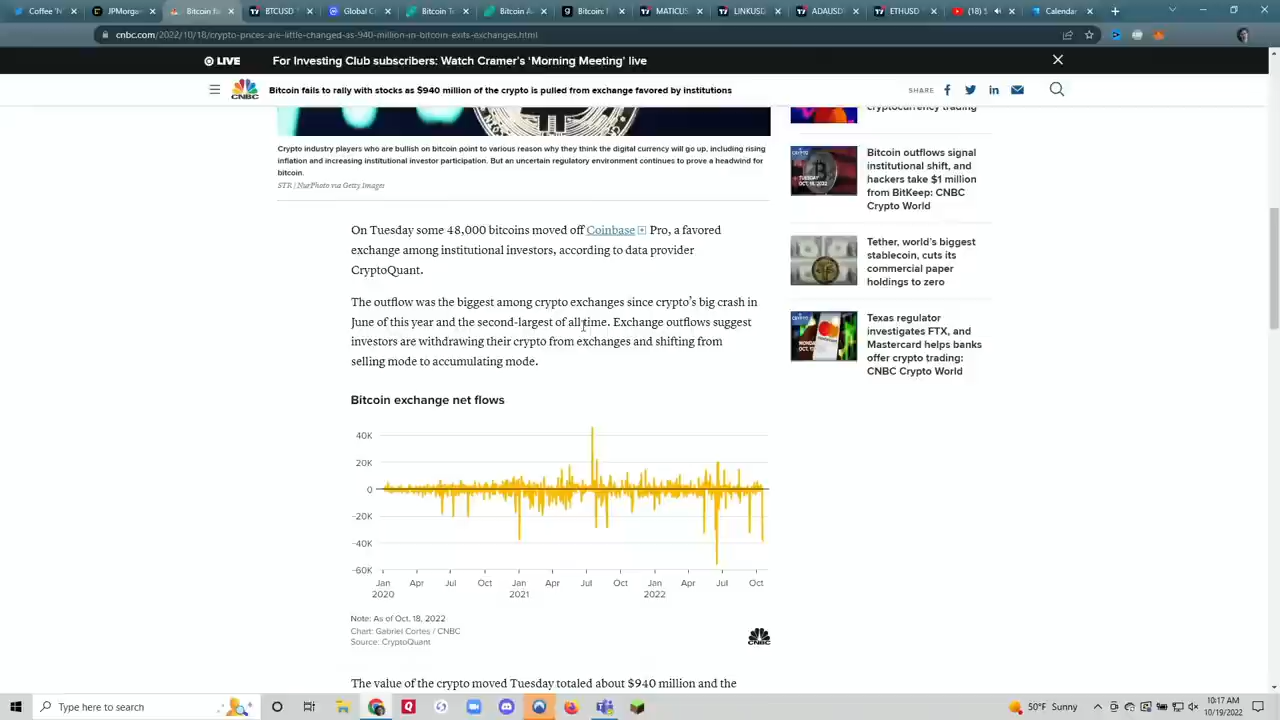 Coffee
JPMorga
BTCUSD
Bitcoin
MATICUS
ADAUSD
ETHUSD
Calendar
cnbc.com/2022/10/18/crypto-prices-are-little-changed-as-940-million-in-bitcoin-exits-exchanges.html
LIVE For Investing Club subscribers: Watch Cramer's 'Morning Meeting' live
CNBC Bitcoin fails to rally with stocks as $940 million of the crypto is pulled from exchange favored by institutions SHARE
Crypto industry players who are bullish on bitcoin point to various reason why they think the digital currency will go up, including rising
inflation and increasing institutional investor participation. But an uncertain regulatory environment continues to prove a headwind for
bitcoin.
STR | NurPhoto via Getty Images
On Tuesday some 48,000 bitcoins moved off Coinbase Pro, a favored
exchange among institutional investors, according to data provider
CryptoQuant.
The outflow was the biggest among crypto exchanges since crypto's big crash in
June of this year and the second-largest of all time. Exchange outflows suggest
investors are withdrawing their crypto from exchanges and shifting from
selling mode to accumulating mode.
Bitcoin exchange net flows
40K
20K
0
-20K
-40K
-60K
Jan Apr Jul Oct Jan Apr Jul Oct Jan Apr Jul Oct
2020 2021 2022
Note: As of Oct. 18, 2022
Chart: Gabriel Cortes / CNBC
Source: CryptoQuant
CNBC
The value of the crypto moved Tuesday totaled about $940 million and the
cryptocurrency trading
Bitcoin outflows signal
institutional shift, and
hackers take $1 million
from BitKeep: CNBC
Crypto World
Tether, world's biggest
stablecoin, cuts its
commercial paper
holdings to zero
Texas regulator
investigates FTX, and
Mastercard helps banks
offer crypto trading:
CNBC Crypto World
Type here to search
50°F Sunny
10:17 AM
10/19/2022